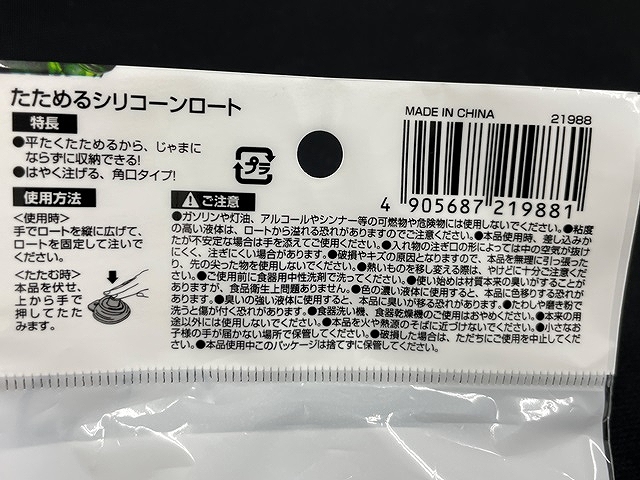 たためるシリコーンロート
特長
●平たくたためるから、じゃまに
ならずに収納できる!
●はやく注げる、角口タイプ!
使用方法
<使用時>
手でロートを縦に広げて、
ロートを固定して注いで
ください。
<たたむ時>
本品を伏せ、
上から手で
押してたた
みます。
プラ
MADE IN CHINA
21988
4 905687 219881
ご注意
●ガソリンや灯油、アルコールやシンナー等の可燃物や危険物には使用しないでください。●粘度
の高い液体は、ロートから溢れる恐れがありますのでご注意ください。●本品使用時、差し込みか
たが不安定な場合は手を添えてご使用ください。●入れ物の注ぎ口の形によっては中の空気が抜け
にくく、注ぎにくい場合があります。●破損やキズの原因となりますので、本品を無理に引っ張った
り、先の尖った物を使用しないでください。●熱いものを移し変える際は、やけどに十分ご注意くだ
さい。●ご使用前に食器用中性洗剤で洗ってください。●使い始めは材質本来の臭いがすることが
ありますが、食品衛生上問題ありません。●色の濃い液体に使用すると、本品に色移りする恐れが
あります。●臭いの強い液体に使用すると、本品に臭いが移る恐れがあります。●たわしや磨き粉で
洗うと傷が付く恐れがあります。●食器洗い機、食器乾燥機のご使用はおやめください。●本来の用
途以外には使用しないでください。●本品を火や熱源のそばに近づけないでください。●小さなお
子様の手が届かない場所で保管してください。●破損した場合は、ただちにご使用を中止してくだ
さい。●本品使用中このパッケージは捨てずに保管してください。